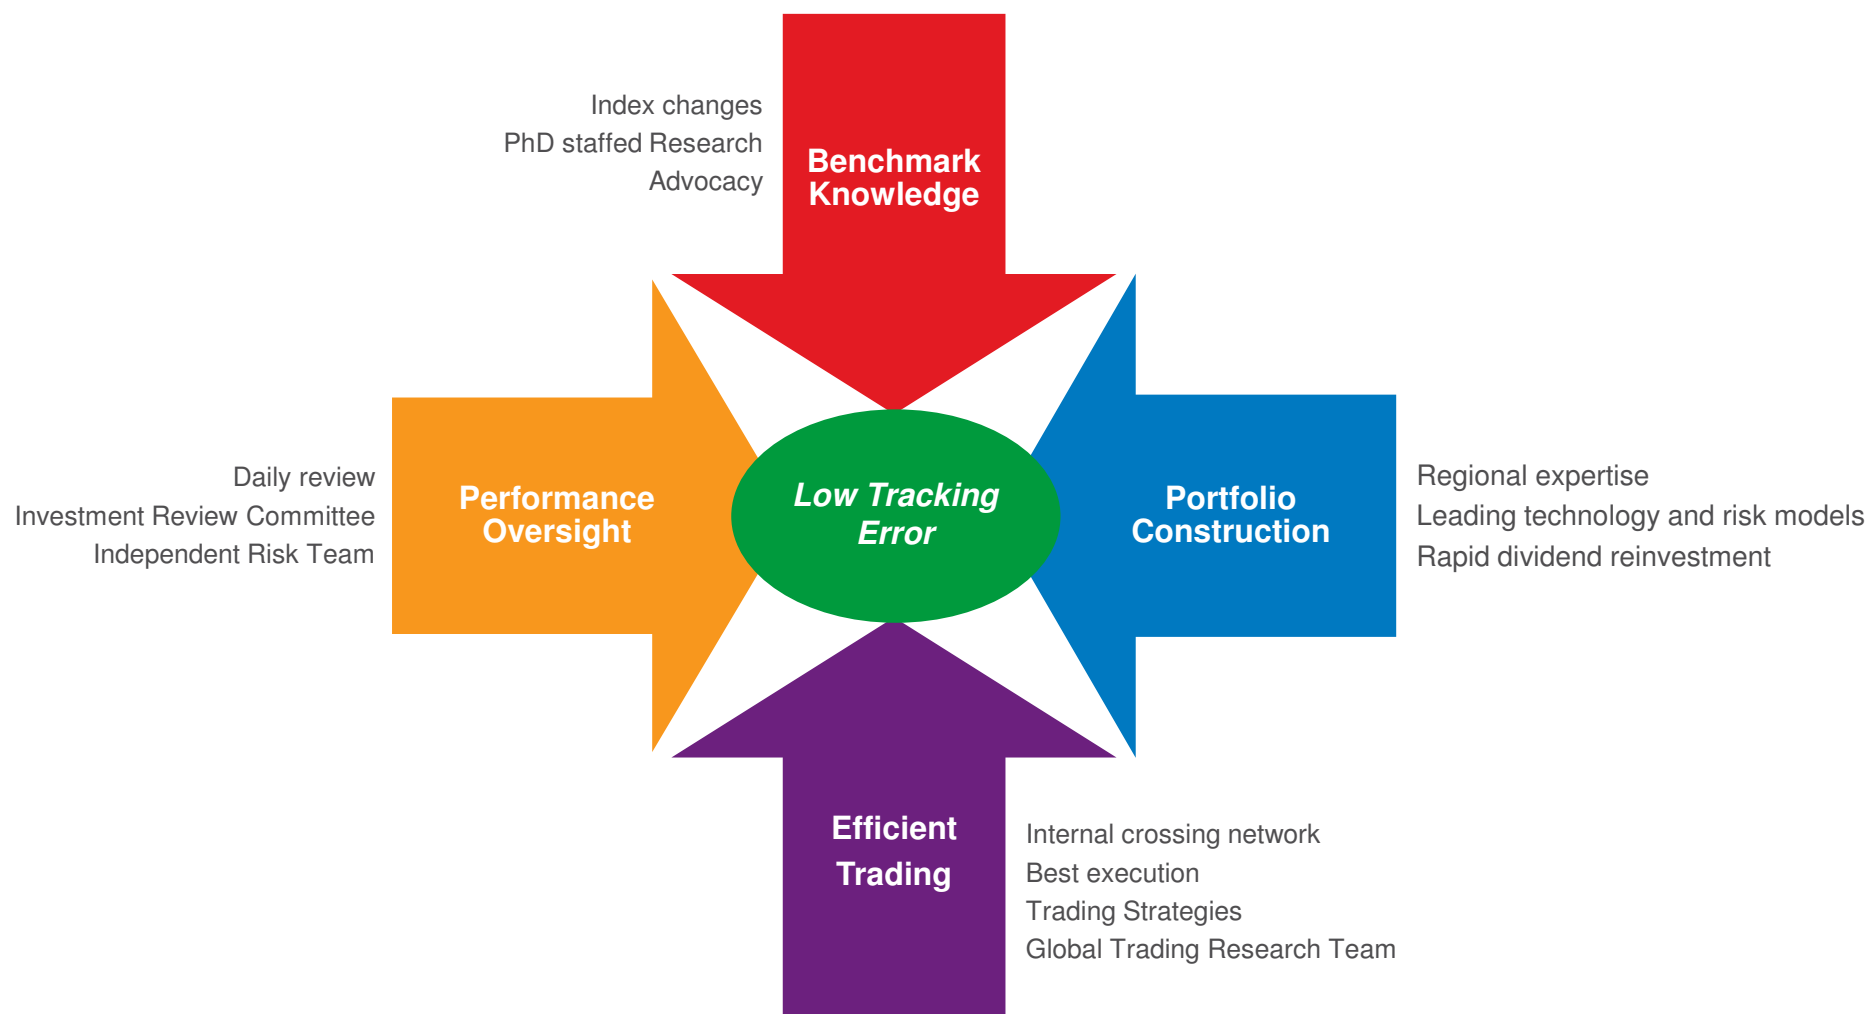 Index changes
PhD staffed Research
Advocacy
Benchmark
Knowledge
Daily review
Investment Review Committee
Independent Risk Team
Performance
Oversight
Low Tracking
Error
Portfolio
Construction
Regional expertise
Leading technology and risk models
Rapid dividend reinvestment
Efficient
Trading
Internal crossing network
Best execution
Trading Strategies
Global Trading Research Team